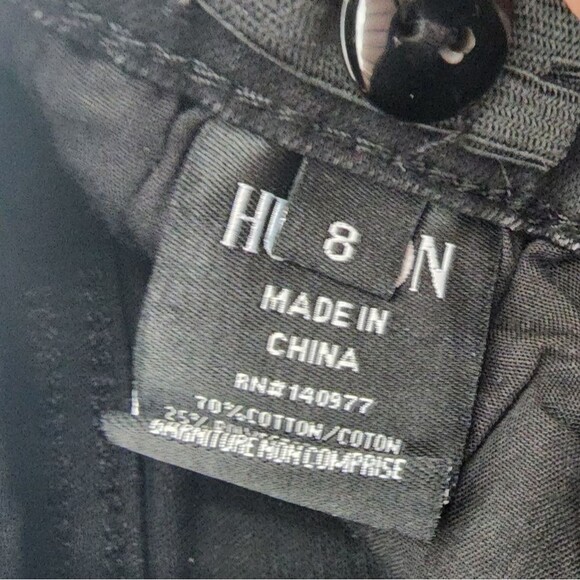 8
MADE IN
CHINA
RN#140977
70%COTTON/COTON
25%
GARNITURE NON COMPRISE